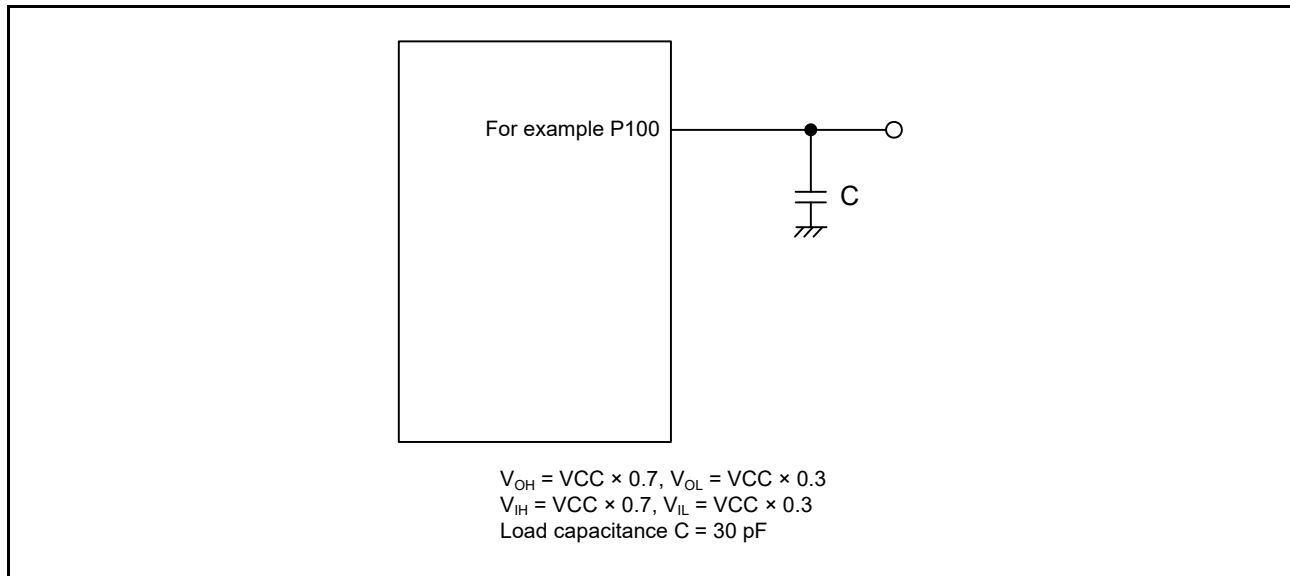 For example P100
C
V_OH = VCC × 0.7, V_OL = VCC × 0.3
V_IH = VCC × 0.7, V_IL = VCC × 0.3
Load capacitance C = 30 pF